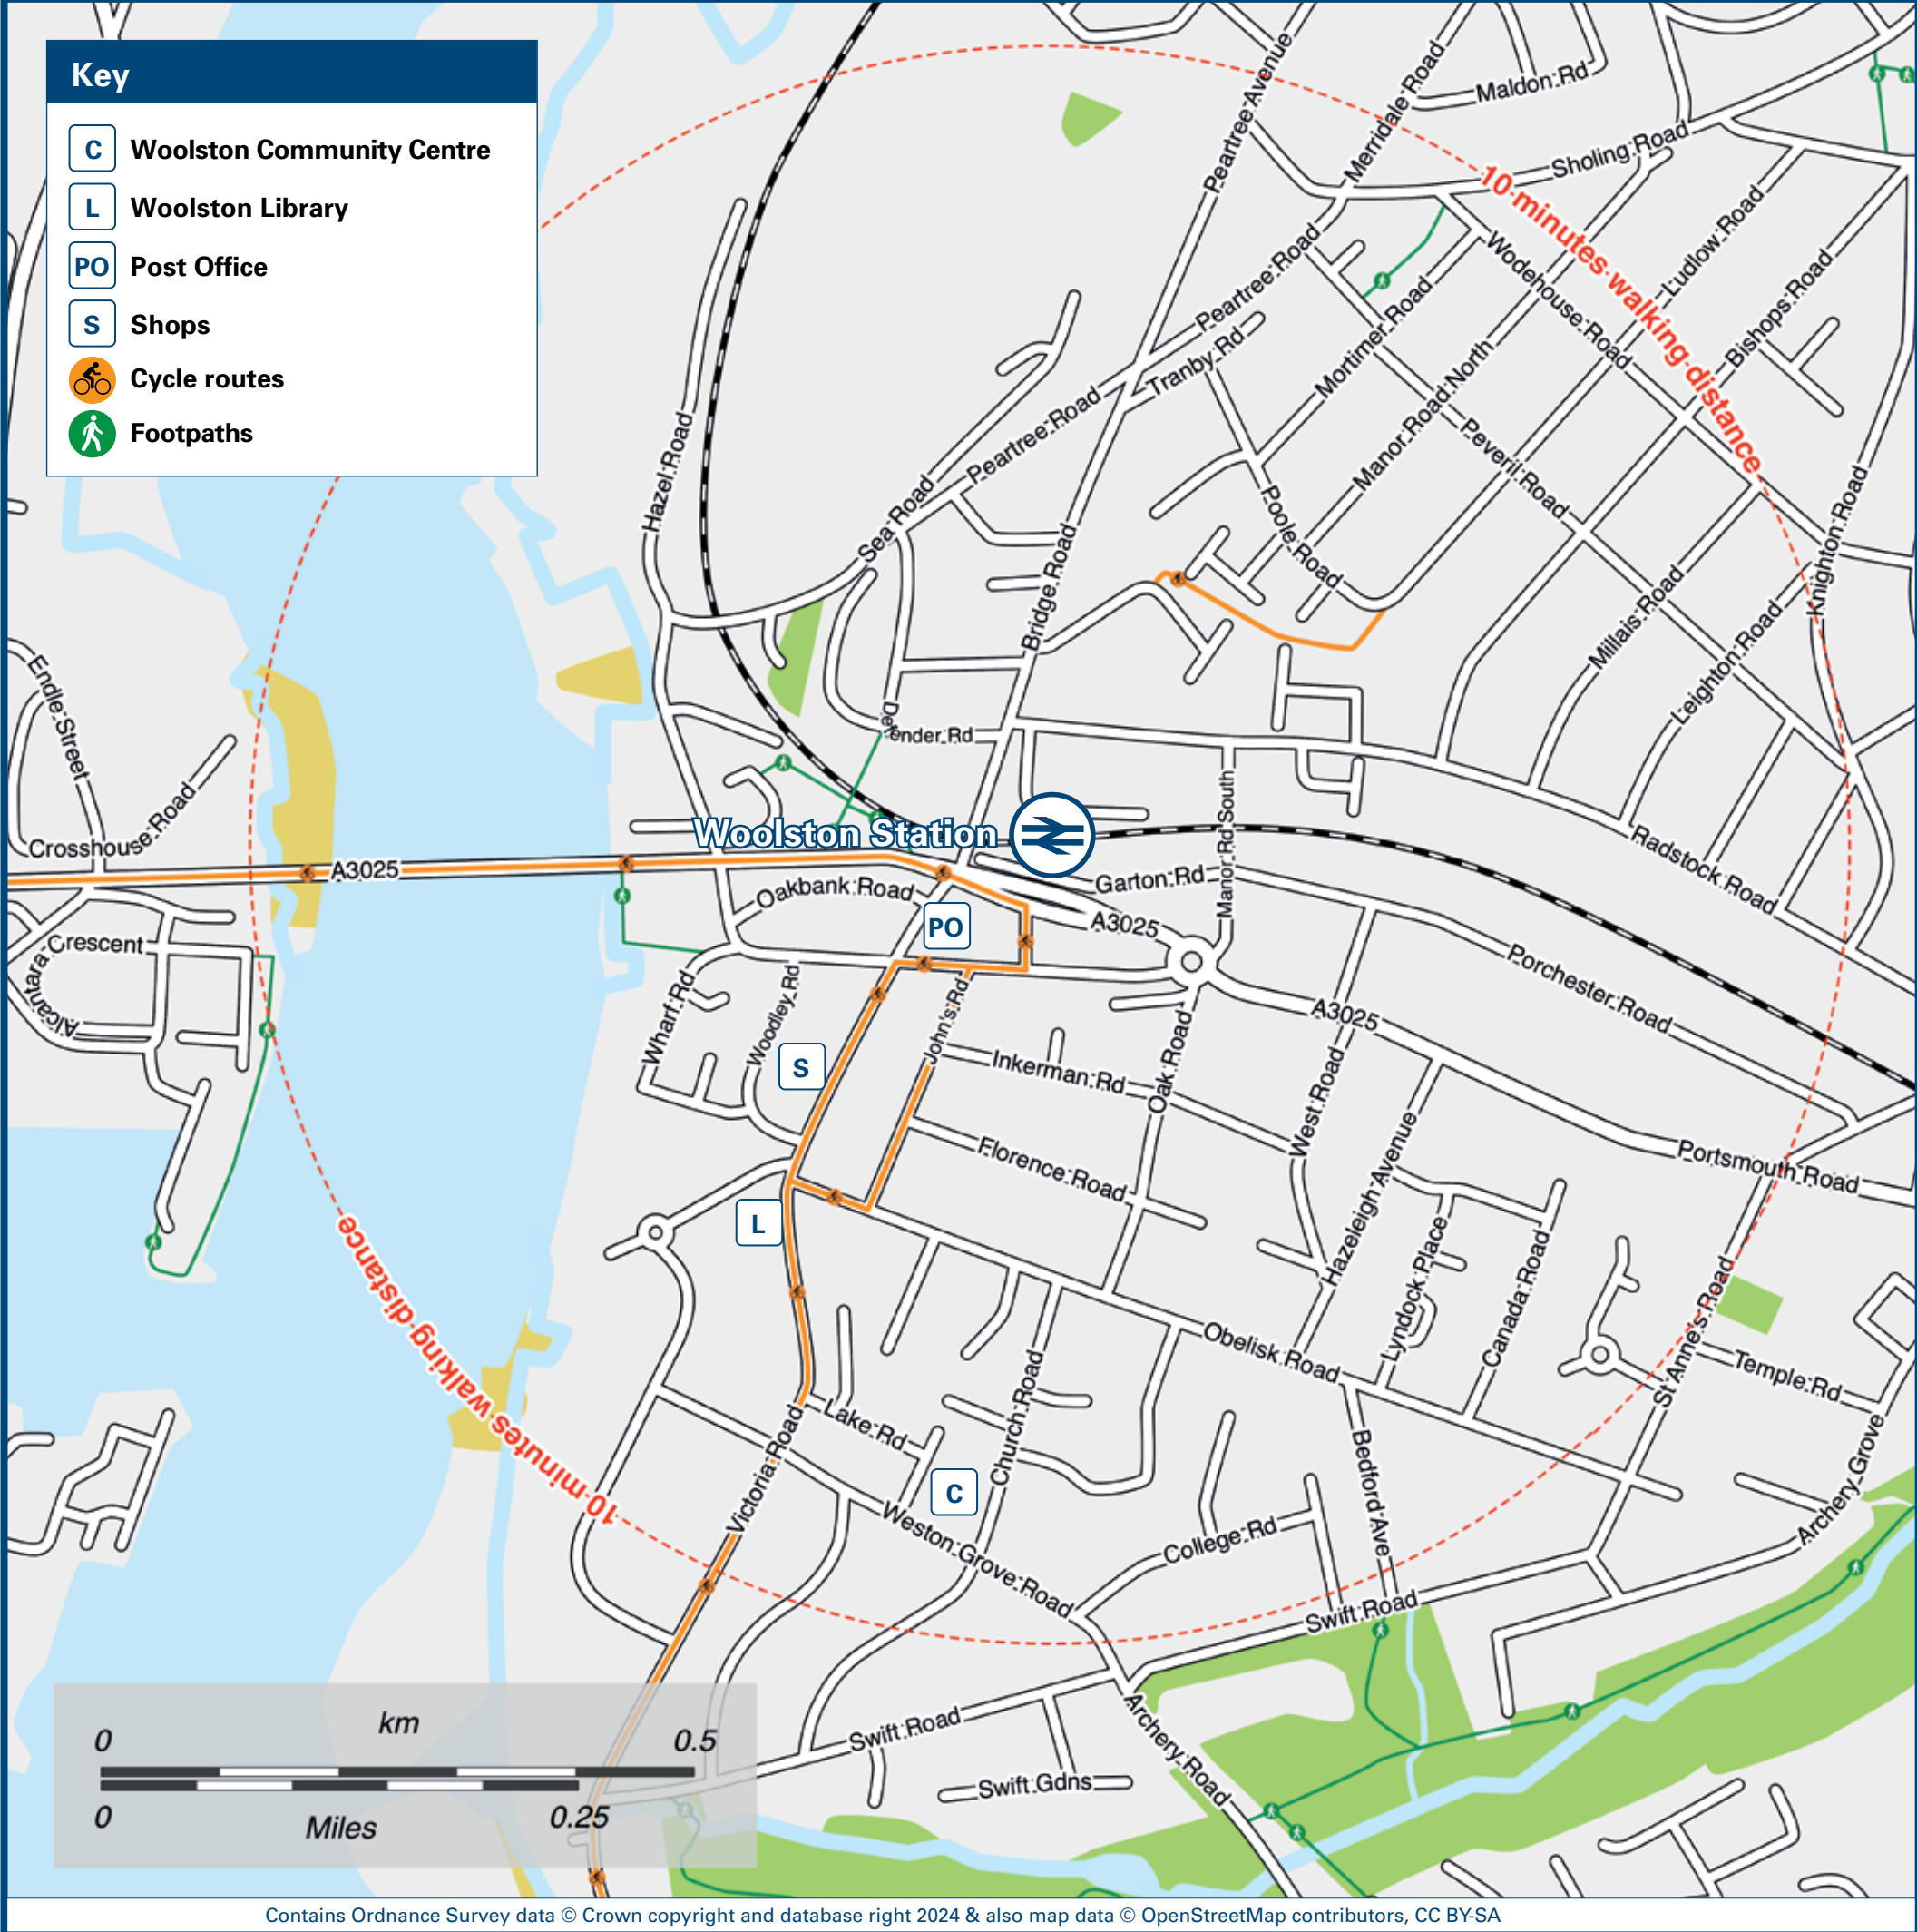 Key
C Woolston Community Centre
L Woolston Library
PO Post Office
S Shops
Cycle routes
Footpaths
Peartree Avenue
Merridale Road
Maldon Rd
Sholing Road
10 minutes walking distance
Ludlow Road
Wodehouse Road
Bishops Road
Peartree Road
Tranby Rd
Mortimer Road
Manor Road North
Hazel Road
Peartree Road
Sea Road
Peveril Road
Poole Road
Knighton Road
Bridge Road
Millais Road
Leighton Road
Endle Street
Defender Rd
Crosshouse Road
Woolston Station
Manor Rd South
Radstock Road
A3025
Garton Rd
Oakbank Road
PO
A3025
Crescent
Alcantara
Porchester Road
Wharf Rd
Woodley Rd
John's Rd
A3025
S
Inkerman Rd
Oak Road
West Road
Florence Road
Hazeleigh Avenue
Portsmouth Road
L
Lyndock Place
Canada Road
St Anne's Road
Obelisk Road
Temple Rd
10 minutes walking distance
Church Road
Lake Rd
Victoria Road
C
Bedford Ave
Archery Grove
Weston Grove Road
College Rd
Swift Road
Swift Road
Archery Road
Swift Gdns
km
0 0.5
0 0.25
Miles
Contains Ordnance Survey data © Crown copyright and database right 2024 & also map data © OpenStreetMap contributors, CC BY-SA